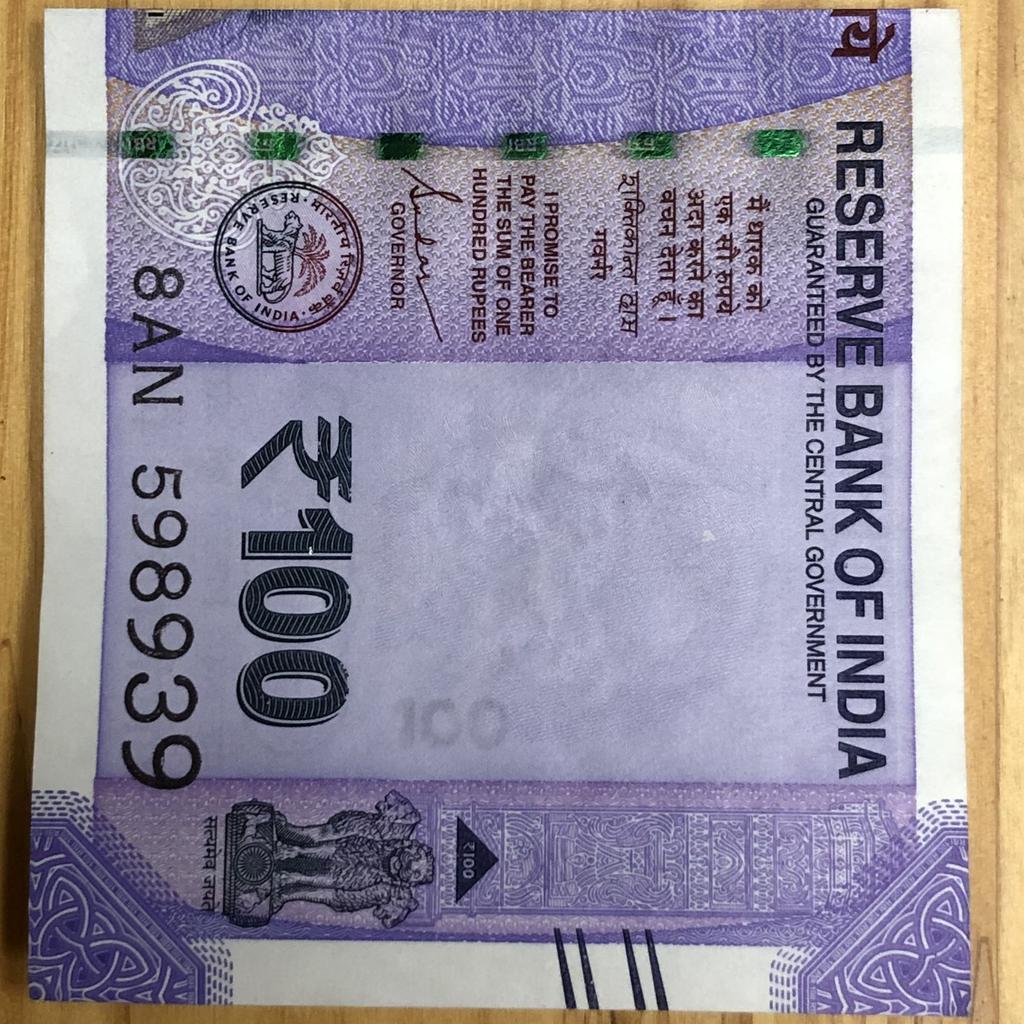 RESERVE BANK OF INDIA
GUARANTEED BY THE CENTRAL GOVERNMENT
मैं धारक को
एक सौ रुपये
अदा करने का
वचन देता हूँ।
शक्तिकान्त दास
गवर्नर
I PROMISE TO
PAY THE BEARER
THE SUM OF ONE
HUNDRED RUPEES
GOVERNOR
भारतीय रिज़र्व बैंक
RESERVE BANK OF INDIA
₹100
100
₹100
सत्यमेव जयते
8AN 598939
RBI
RBI